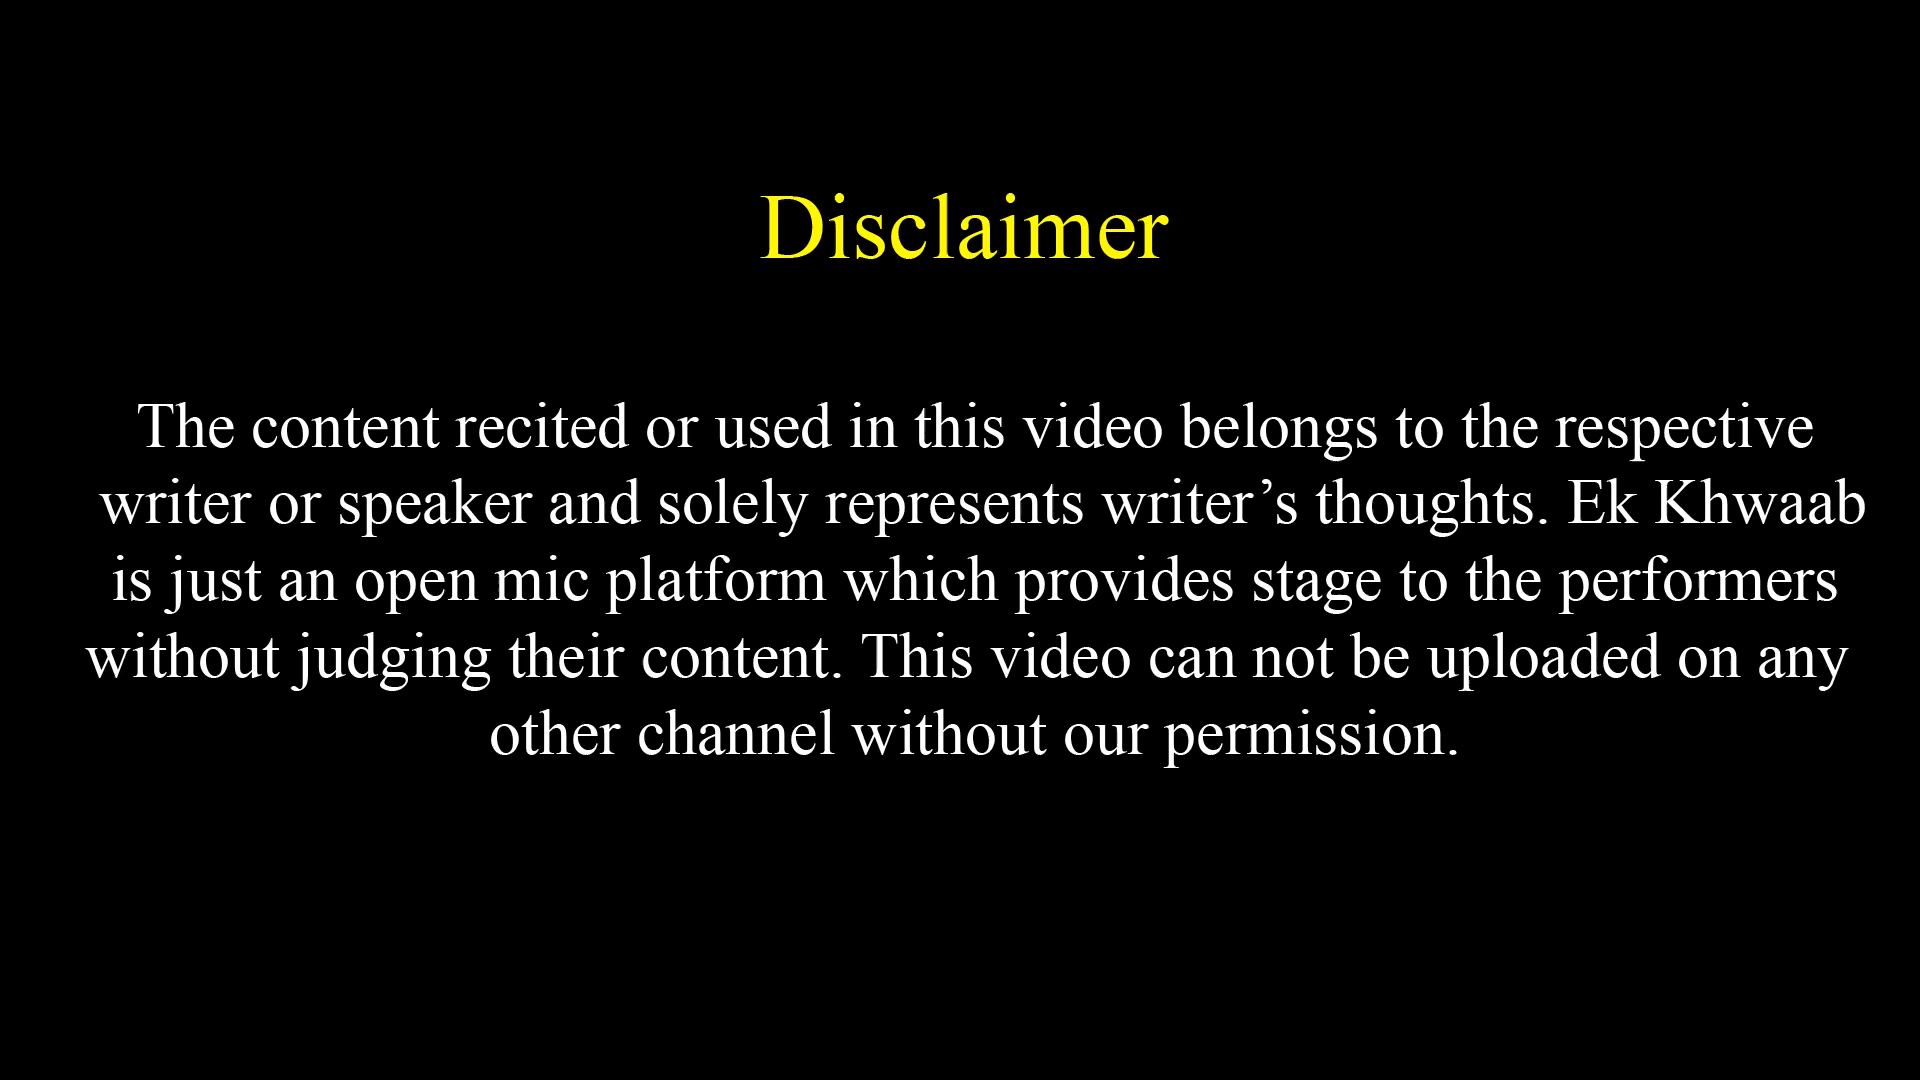 Disclaimer
The content recited or used in this video belongs to the respective
writer or speaker and solely represents writer’s thoughts. Ek Khwaab
is just an open mic platform which provides stage to the performers
without judging their content. This video can not be uploaded on any
other channel without our permission.